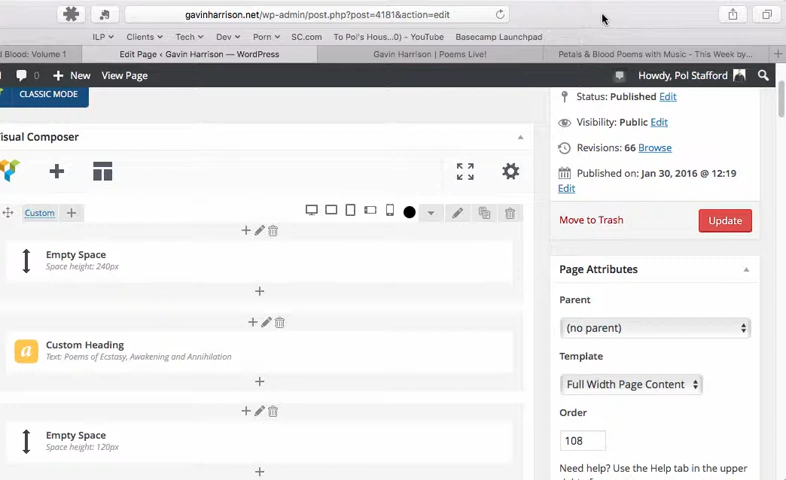 gavinharrison.net/wp-admin/post.php?post=4181&action=edit
ILP Clients Tech Dev Porn SC.com To Pol's Hous...0) - YouTube Basecamp Launchpad
d Blood: Volume 1 Edit Page ‹ Gavin Harrison — WordPress Gavin Harrison | Poems Live! Petals & Blood Poems with Music - This Week by...
0 New View Page Howdy, Pol Stafford
CLASSIC MODE
Status: Published Edit
Visibility: Public Edit
Revisions: 66 Browse
Published on: Jan 30, 2016 @ 12:19
Edit
Move to Trash Update
isual Composer
Custom
Empty Space
Space height: 240px
Custom Heading
Text: Poems of Ecstasy, Awakening and Annihilation
Empty Space
Space height: 120px
Page Attributes
Parent
(no parent)
Template
Full Width Page Content
Order
108
Need help? Use the Help tab in the upper